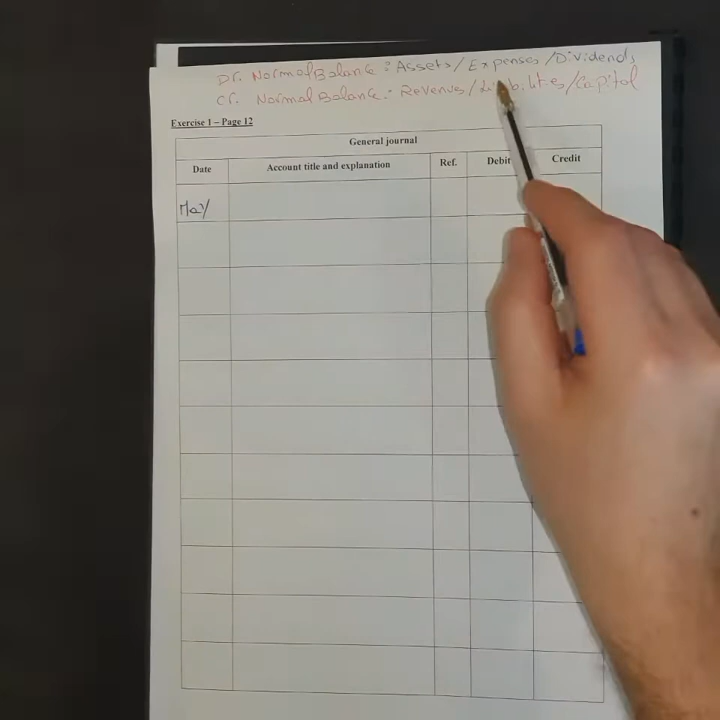 Dr. Normal Balance : Assets / Expenses / Dividends
Cr. Normal Balance : Revenus / Liabilities / Capital
Exercise 1 – Page 12
General journal
Date Account title and explanation Ref. Debit Credit
May